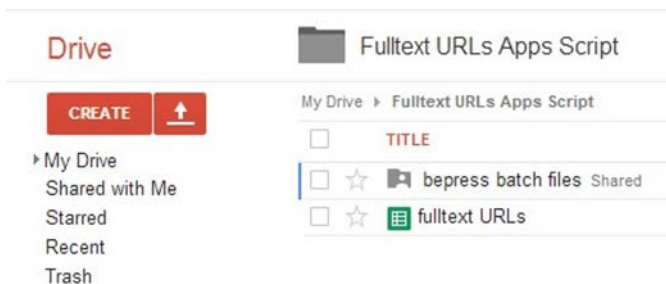 Drive
Fulltext URLs Apps Script
CREATE
My Drive
Shared with Me
Starred
Recent
Trash
My Drive Fulltext URLs Apps Script
TITLE
bepress batch files Shared
fulltext URLs